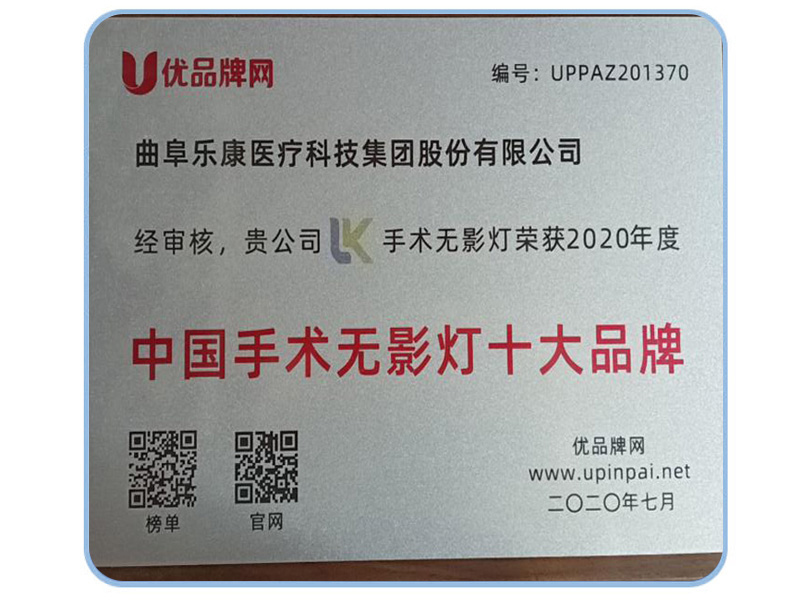 优品牌网
编号：UPPAZ201370
曲阜乐康医疗科技集团股份有限公司
经审核，贵公司LK手术无影灯荣获2020年度
中国手术无影灯十大品牌
榜单
官网
优品牌网
www.upinpai.net
二〇二〇年七月